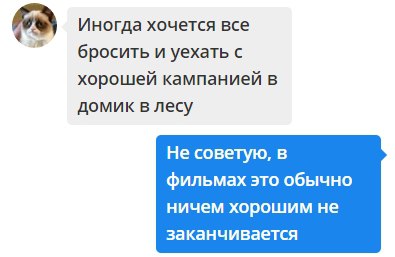 Иногда хочется все
бросить и уехать с
хорошей кампанией в
домик в лесу
Не советую, в
фильмах это обычно
ничем хорошим не
заканчивается